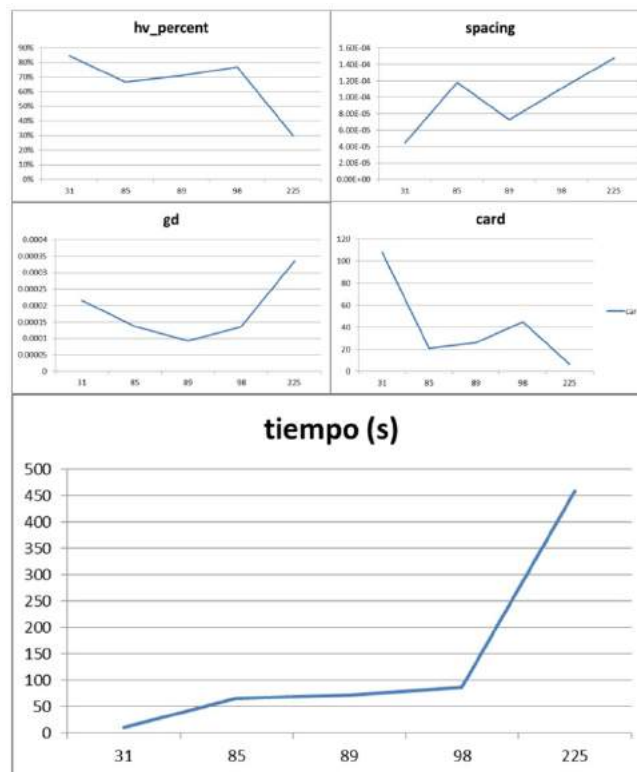 hv_percent
90%
80%
70%
60%
50%
40%
30%
20%
10%
0%
31 85 89 98 225
spacing
1.60E-04
1.40E-04
1.20E-04
1.00E-04
8.00E-05
6.00E-05
4.00E-05
2.00E-05
0.00E+00
31 85 89 98 225
gd
0.0004
0.00035
0.0003
0.00025
0.0002
0.00015
0.0001
0.00005
0
31 85 89 98 225
card
120
100
80
60
40
20
0
31 85 89 98 225
car
tiempo (s)
500
450
400
350
300
250
200
150
100
50
0
31 85 89 98 225